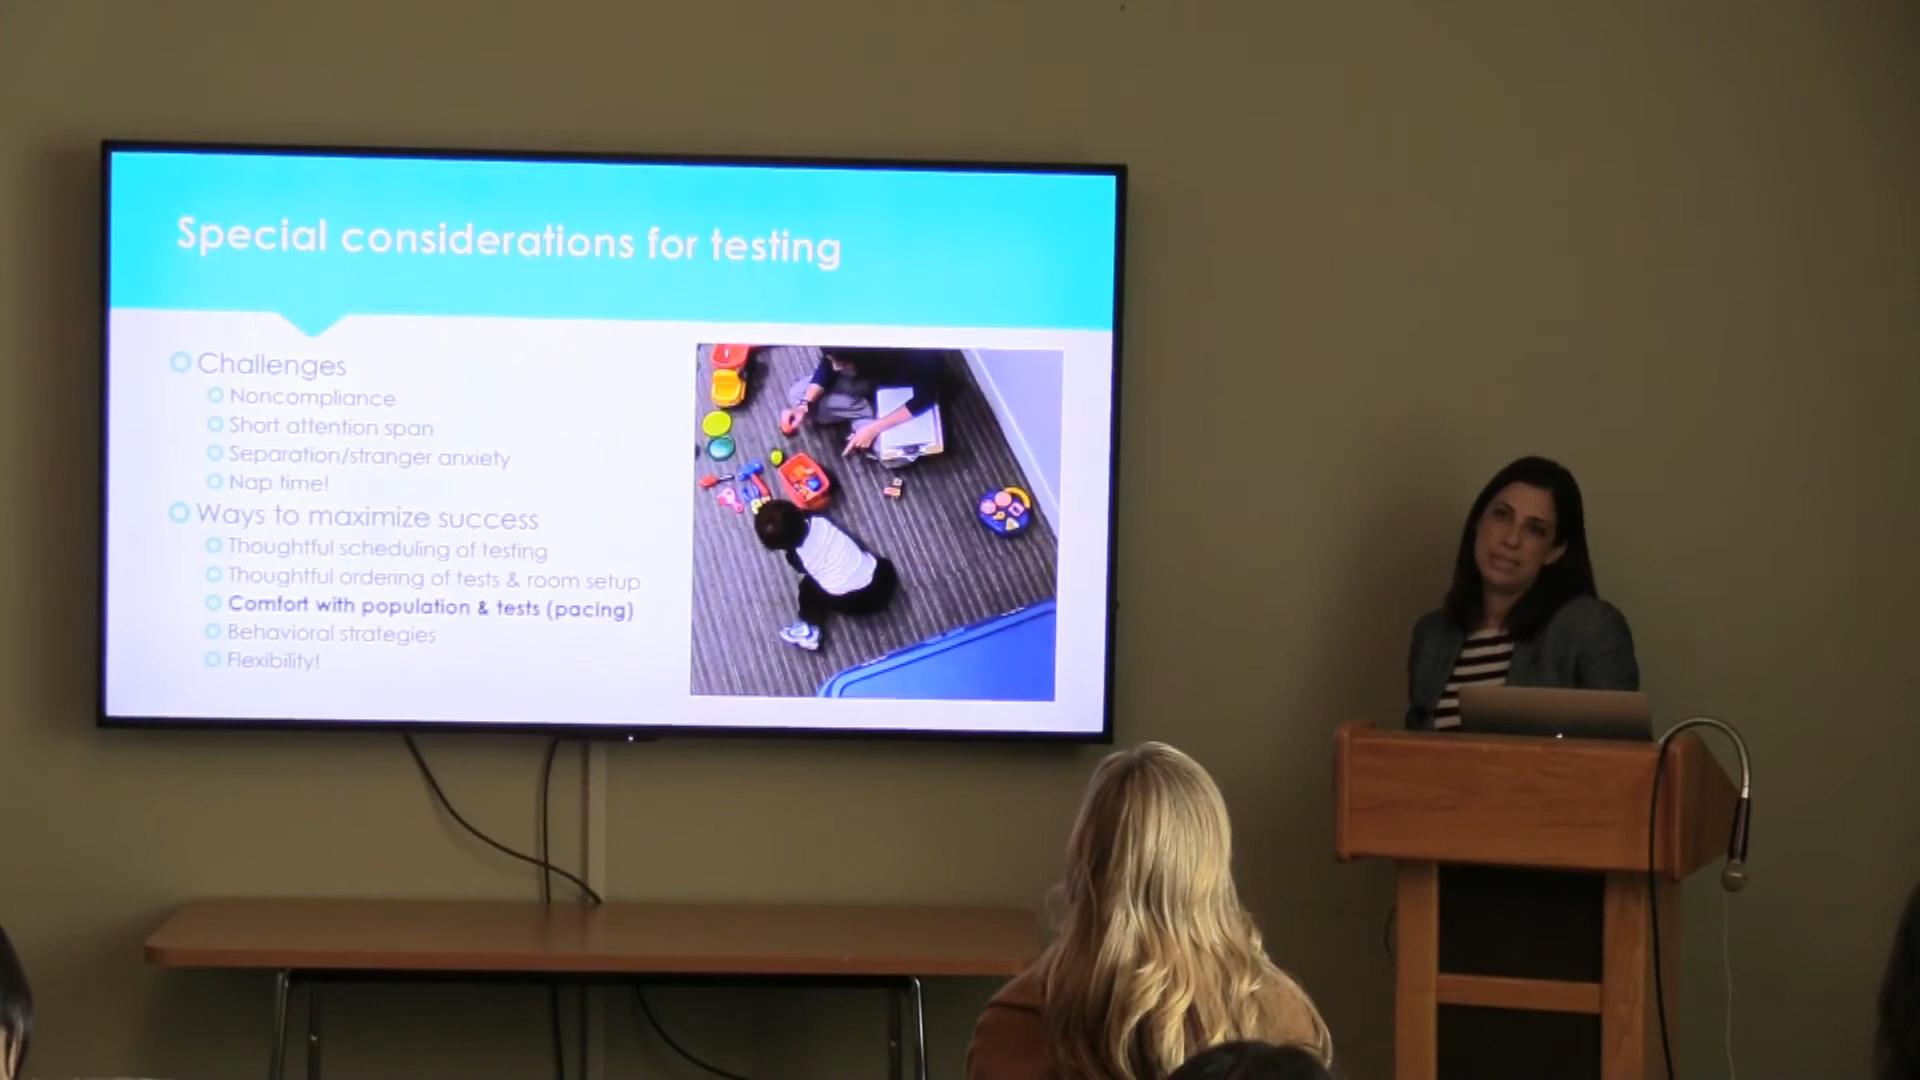 Special considerations for testing
Challenges
Noncompliance
Short attention span
Separation/stranger anxiety
Nap time!
Ways to maximize success
Thoughtful scheduling of testing
Thoughtful ordering of tests & room setup
Comfort with population & tests (pacing)
Behavioral strategies
Flexibility!